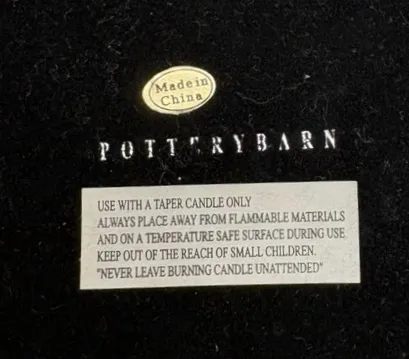 Made in
China
POTTERYBARN
USE WITH A TAPER CANDLE ONLY
ALWAYS PLACE AWAY FROM FLAMMABLE MATERIALS
AND ON A TEMPERATURE SAFE SURFACE DURING USE.
KEEP OUT OF THE REACH OF SMALL CHILDREN.
"NEVER LEAVE BURNING CANDLE UNATTENDED"